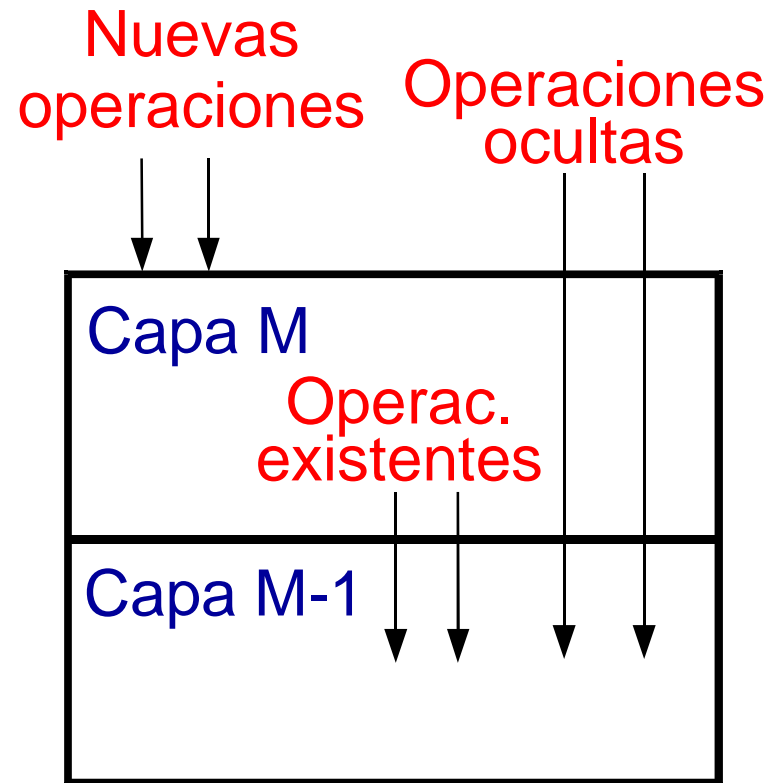 Nuevas
operaciones
Operaciones
ocultas
Capa M
Operac.
existentes
Capa M-1